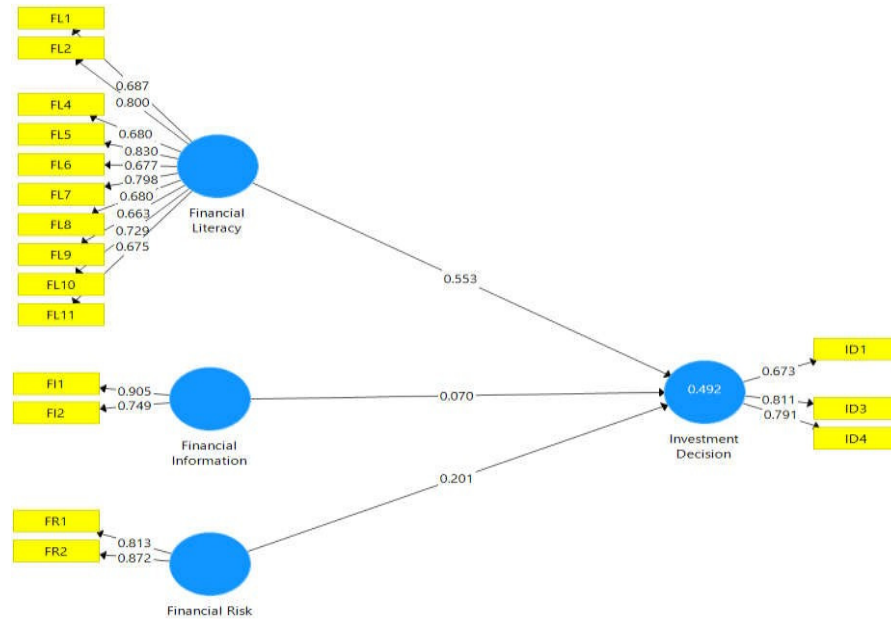 FL1
FL2
FL4
FL5
FL6
FL7
FL8
FL9
FL10
FL11
0.687
0.800
0.680
0.830
0.677
0.798
0.680
0.663
0.729
0.675
Financial
Literacy
0.553
FI1
FI2
0.905
0.749
Financial
Information
0.070
FR1
FR2
0.813
0.872
Financial Risk
0.201
0.492
Investment
Decision
0.673
0.811
0.791
ID1
ID3
ID4